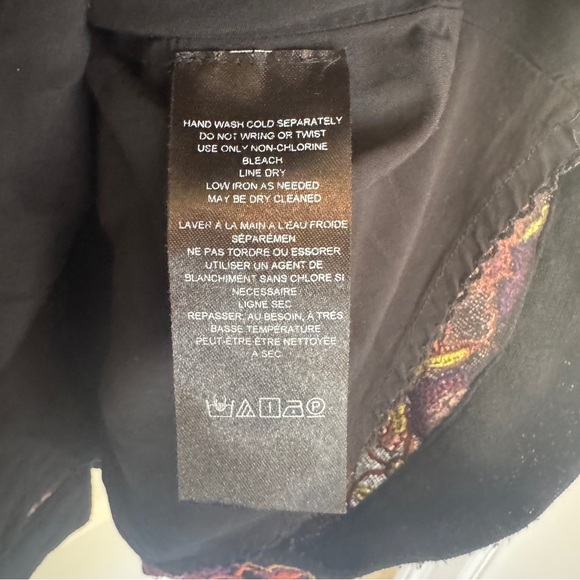 HAND WASH COLD SEPARATELY
DO NOT WRING OR TWIST
USE ONLY NON-CHLORINE
BLEACH
LINE DRY
LOW IRON AS NEEDED
MAY BE DRY CLEANED
LAVER À LA MAIN A L'EAU FROIDE
SÉPARÉMEN
NE PAS TORDRE OU ESSORER
UTILISER UN AGENT DE
BLANCHIMENT SANS CHLORE SI
NECESSAIRE
LIGNE SEC
REPASSER, AU BESOIN, À TRÈS
BASSE TEMPÉRATURE
PEUT-ÊTRE ÊTRE NETTOYÉE
A SEC
P